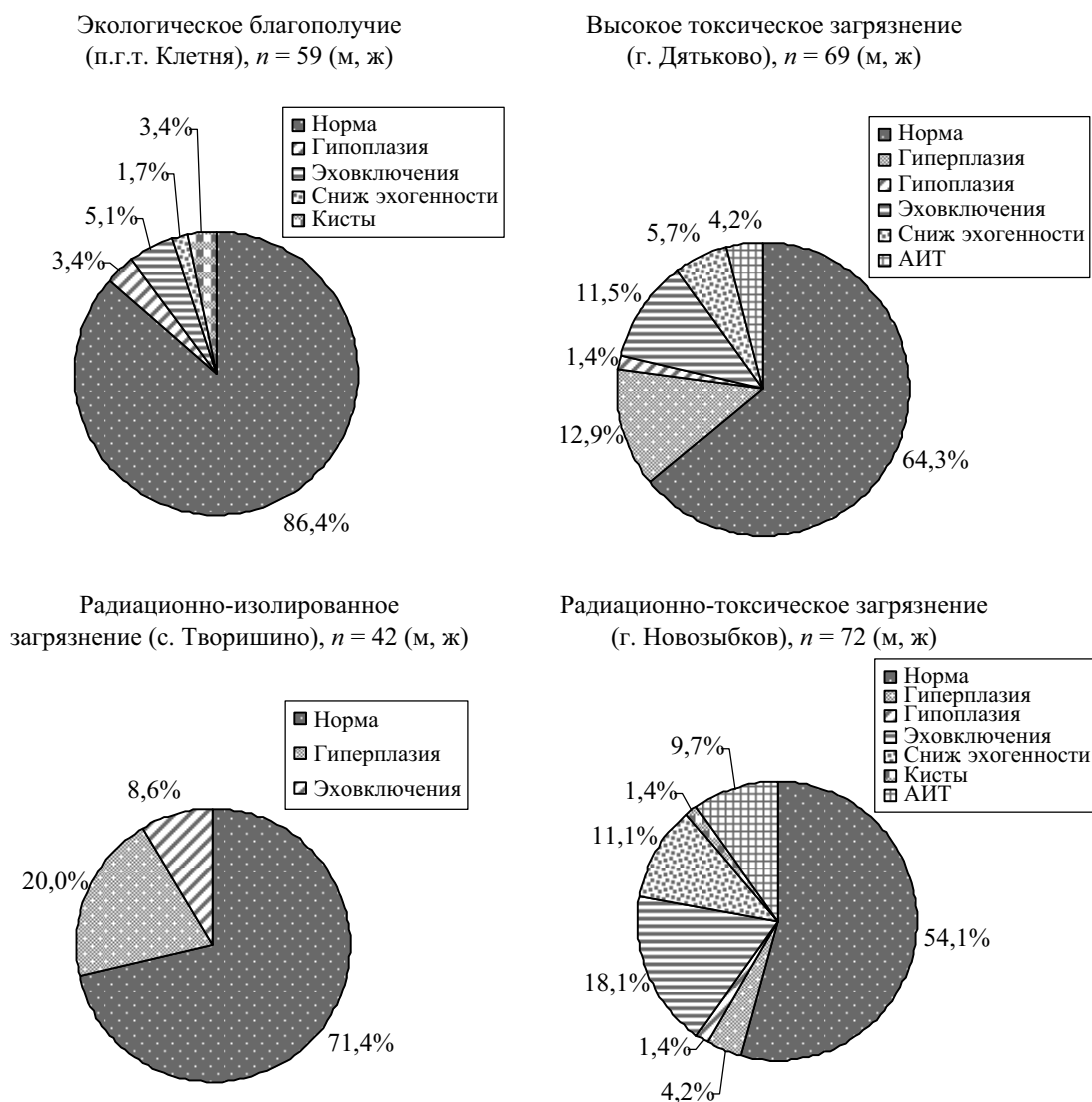 Экологическое благополучие
(п.г.т. Клетня), n = 59 (м, ж)
Норма
Гипоплазия
Эховключения
Сниж эхогенности
Кисты
3,4%
1,7%
5,1%
3,4%
86,4%
Высокое токсическое загрязнение
(г. Дятьково), n = 69 (м, ж)
Норма
Гиперплазия
Гипоплазия
Эховключения
Сниж эхогенности
АИТ
4,2%
5,7%
11,5%
1,4%
12,9%
64,3%
Радиационно-изолированное
загрязнение (с. Творишино), n = 42 (м, ж)
Норма
Гиперплазия
Эховключения
8,6%
20,0%
71,4%
Радиационно-токсическое загрязнение
(г. Новозыбков), n = 72 (м, ж)
Норма
Гиперплазия
Гипоплазия
Эховключения
Сниж эхогенности
Кисты
АИТ
9,7%
1,4%
11,1%
18,1%
1,4%
4,2%
54,1%